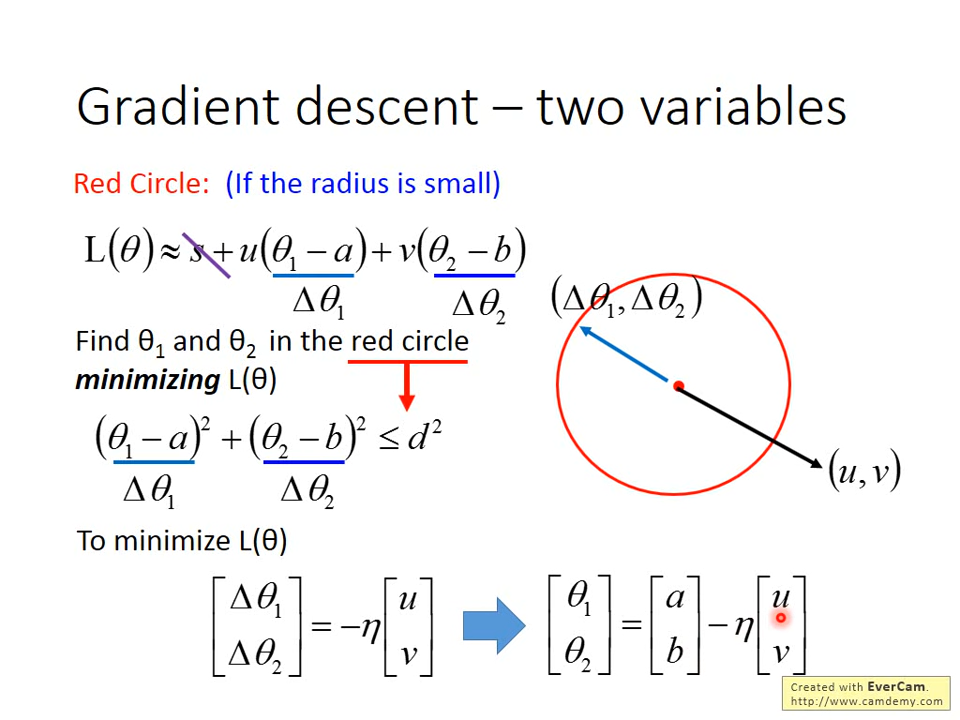 Gradient descent – two variables
Red Circle: (If the radius is small)
L(θ) ≈ s + u(θ₁ − a) + v(θ₂ − b)
Δθ₁ Δθ₂
(Δθ₁, Δθ₂)
Find θ₁ and θ₂ in the red circle
minimizing L(θ)
(θ₁ − a)² + (θ₂ − b)² ≤ d²
Δθ₁ Δθ₂
(u, v)
To minimize L(θ)
[Δθ₁ Δθ₂] = −η [u v]
[θ₁ θ₂] = [a b] − η [u v]
Created with EverCam.
http://www.camdemy.com